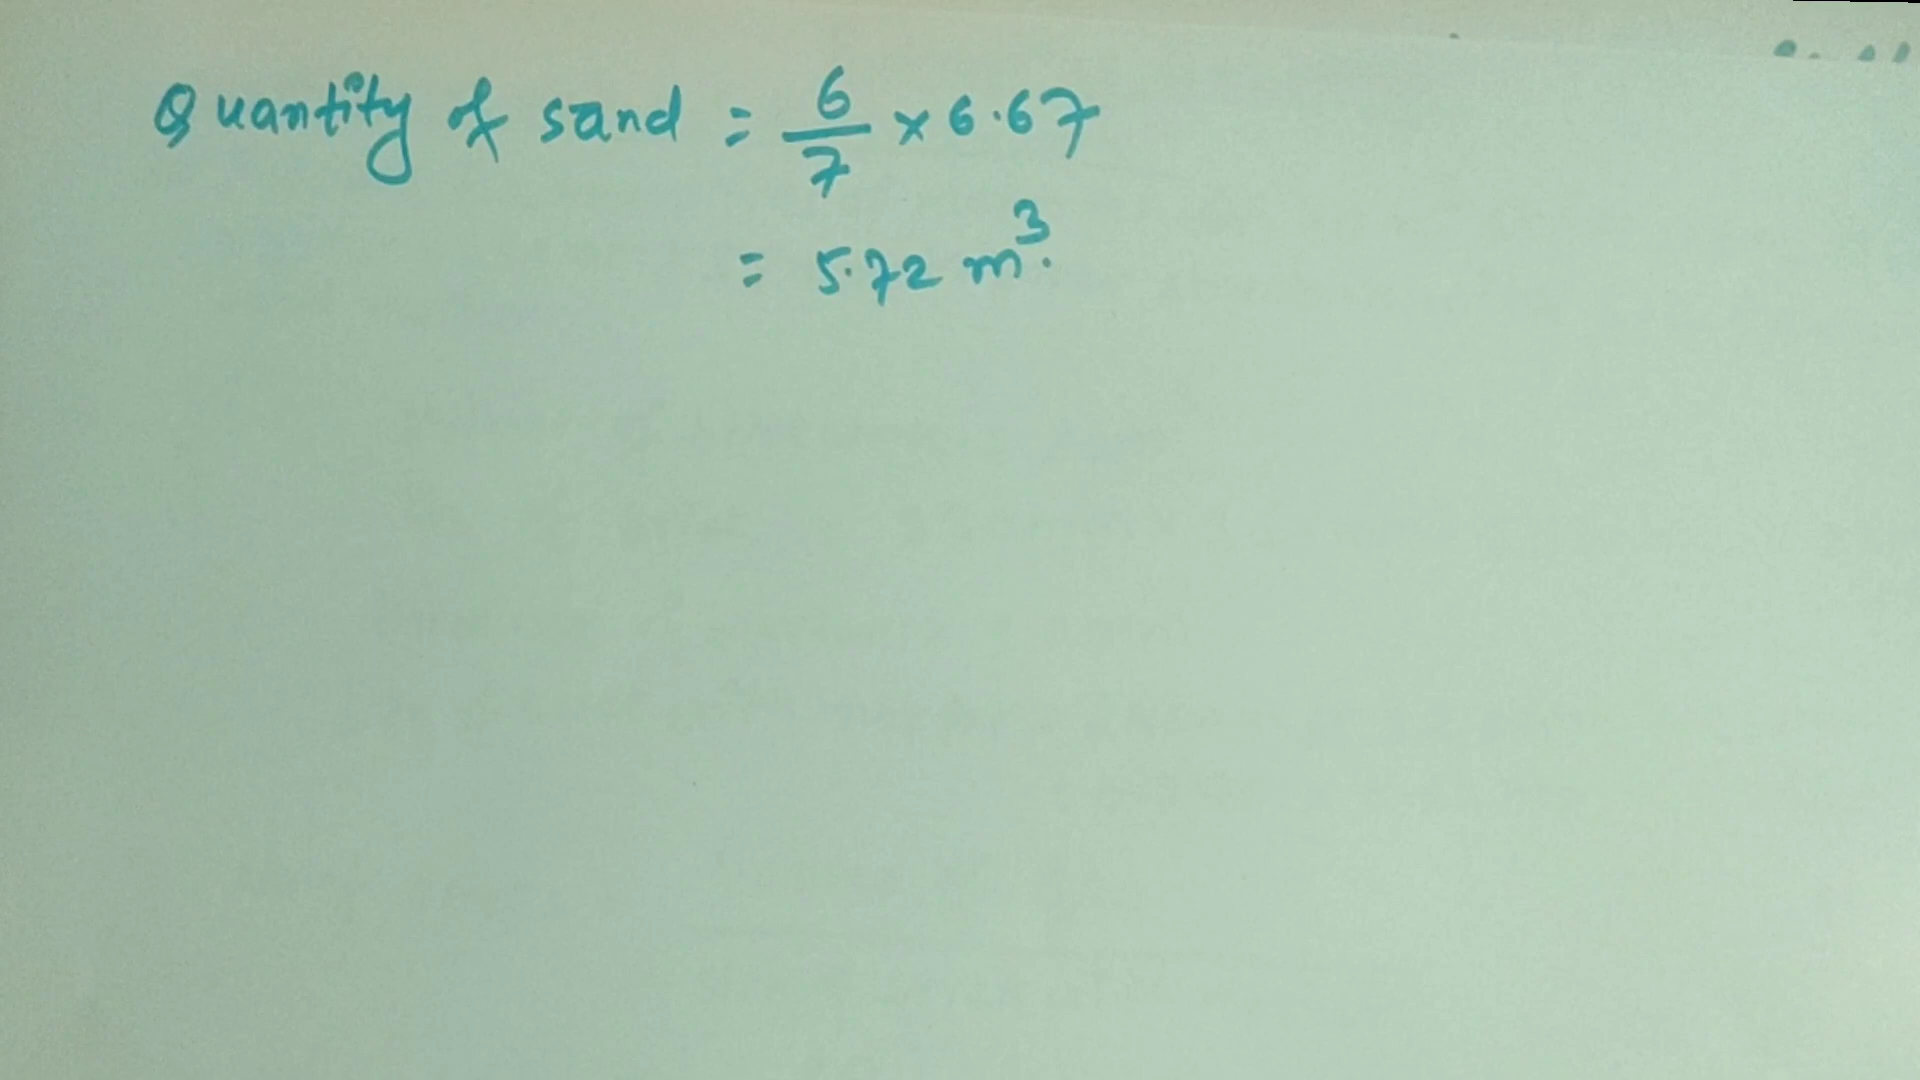 Quantity of sand = 6/7 × 6.67
= 5.72 m³.